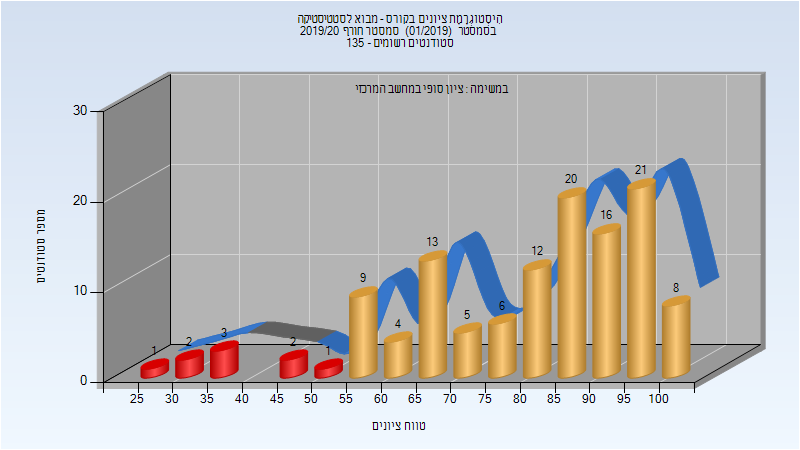 היסטוגרמת ציונים בקורס - מבוא לסטטיסטיקה
בסמסטר (01/2019) סמסטר חורף 2019/20
סטודנטים רשומים - 135
במשימה : ציון סופי במחשב המרכזי
30
20
10
0
מספר סטודנטים
1
2
3
2
1
9
4
13
5
6
12
20
16
21
8
25 30 35 40 45 50 55 60 65 70 75 80 85 90 95 100
טווח ציונים